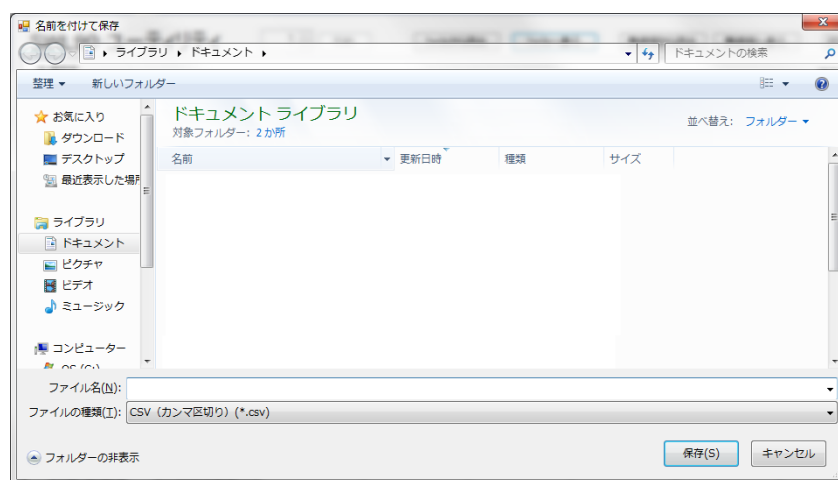 名前を付けて保存
ライブラリ ▸ ドキュメント ▸
ドキュメントの検索
整理 ▼ 新しいフォルダー
お気に入り
ダウンロード
デスクトップ
最近表示した場所
ライブラリ
ドキュメント
ピクチャ
ビデオ
ミュージック
コンピューター
OS (C:)
ドキュメント ライブラリ
対象フォルダー: 2 か所
並べ替え: フォルダー ▼
名前 更新日時 種類 サイズ
ファイル名(N):
ファイルの種類(T): CSV（カンマ区切り）(*.csv)
フォルダーの非表示
保存(S) キャンセル